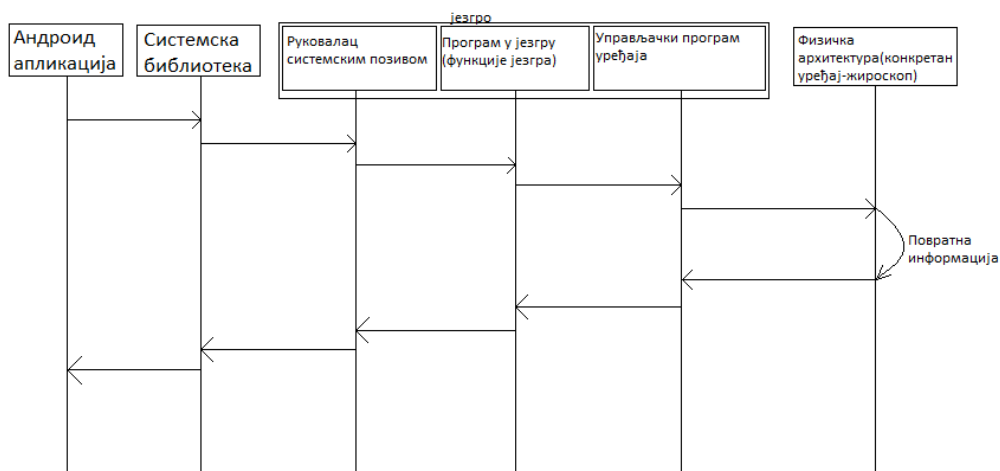 језгро
Андроид
апликација
Системска
библиотека
Руковалац
системским позивом
Програм у језгру
(функције језгра)
Управљачки програм
уређаја
Физичка
архитектура(конкретан
уређај-жироскоп)
Повратна
информација